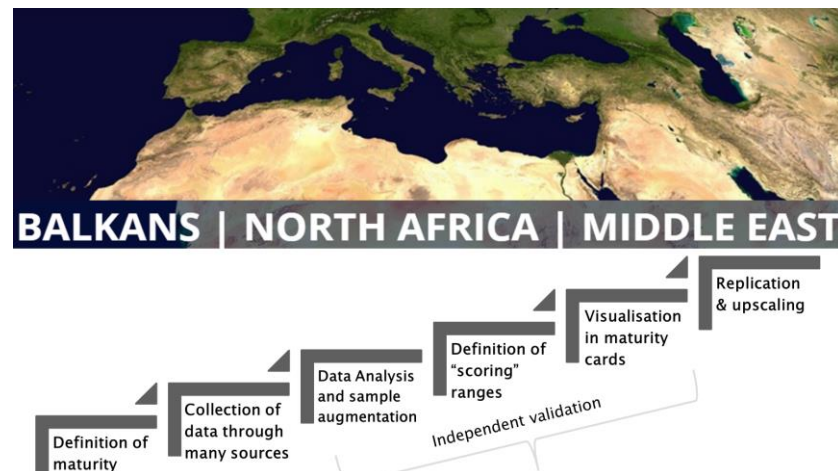 BALKANS | NORTH AFRICA | MIDDLE EAST
Definition of
maturity
Collection of
data through
many sources
Data Analysis
and sample
augmentation
Definition of
“scoring”
ranges
Visualisation
in maturity
cards
Replication
& upscaling
Independent validation